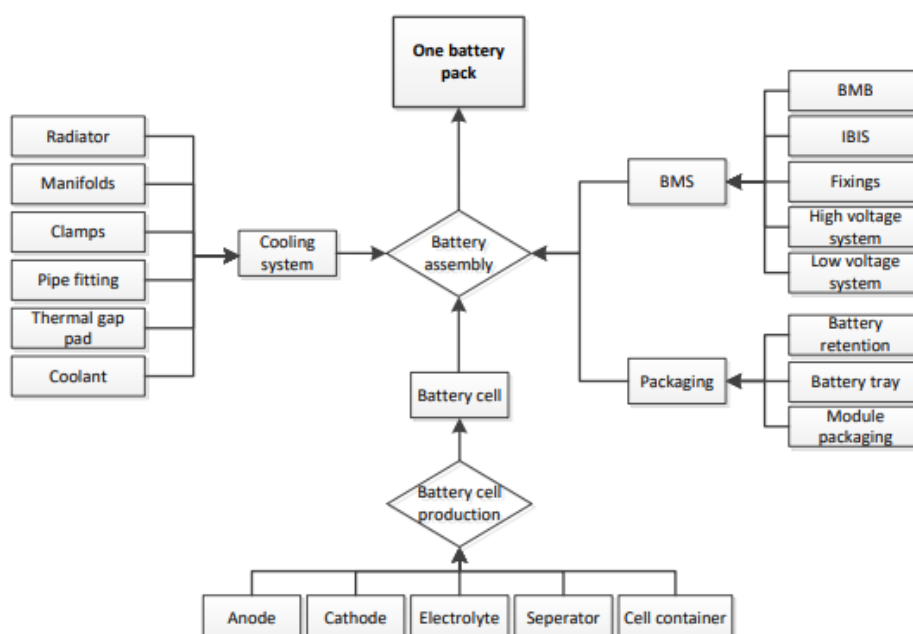 One battery
pack
Radiator
Manifolds
Clamps
Pipe fitting
Thermal gap
pad
Coolant
Cooling
system
Battery
assembly
BMS
BMB
IBIS
Fixings
High voltage
system
Low voltage
system
Packaging
Battery
retention
Battery tray
Module
packaging
Battery cell
Battery cell
production
Anode
Cathode
Electrolyte
Seperator
Cell container